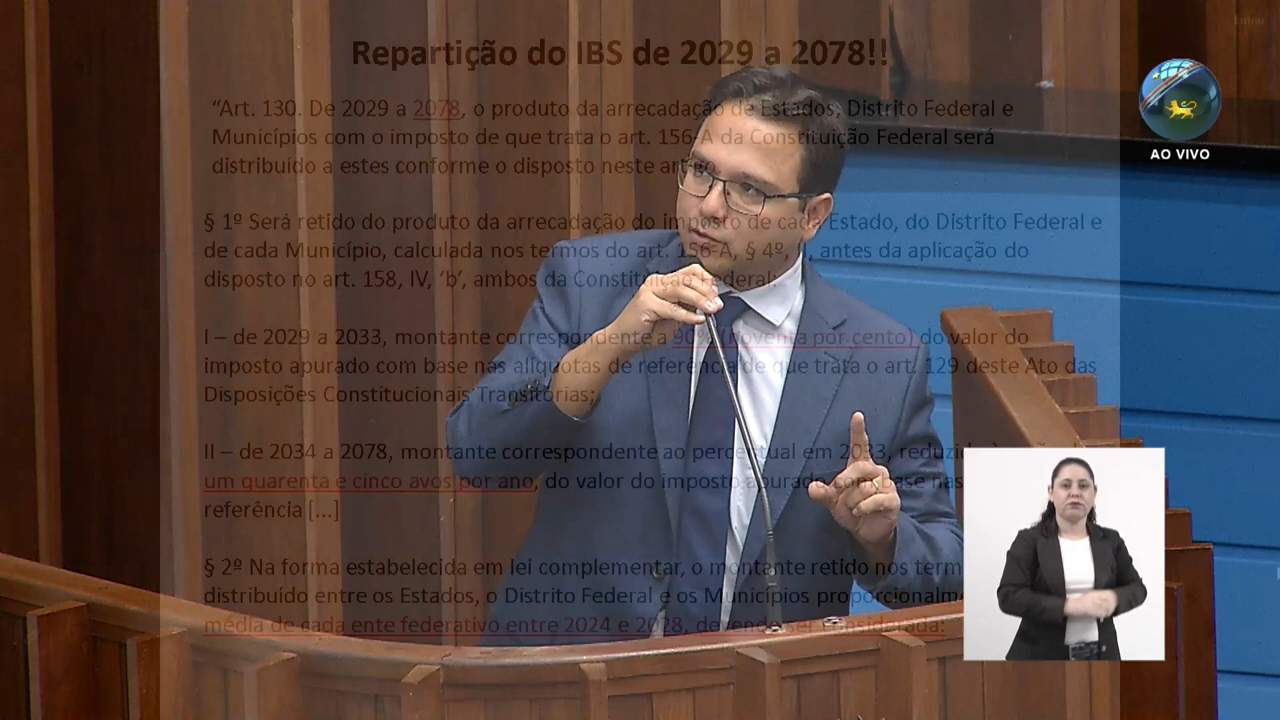 Entrar
Repartição do IBS de 2029 a 2078!!
AO VIVO
“Art. 130. De 2029 a 2078, o produto da arrecadação de Estados, Distrito Federal e
Municípios com o imposto de que trata o art. 156-A da Constituição Federal será
distribuído a estes conforme o disposto neste
§ 1º Será retido do produto da arrecadação do imposto de cada Estado, do Distrito Federal e
de cada Município, calculada nos termos do art. 156-A, § 4º, antes da aplicação do
disposto no art. 158, IV, ‘b’, ambos da Constituição Federal:
I – de 2029 a 2033, montante correspondente a 90% (noventa por cento) do valor do
imposto apurado com base nas alíquotas de referência de que trata o art. 129 deste Ato das
Disposições Constitucionais Transitórias;
II – de 2034 a 2078, montante correspondente ao percentual em 2033,
um quarenta e cinco avos por ano, do valor do imposto apurado com base nas
referência [...]
§ 2º Na forma estabelecida em lei complementar, o montante retido nos
distribuído entre os Estados, o Distrito Federal e os Municípios
média de cada ente federativo entre 2024 e 2028, devendo ser considerada: